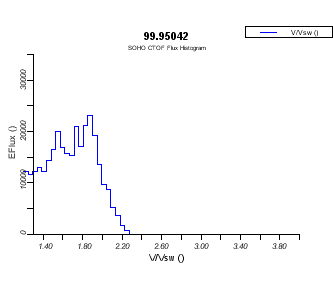 V/Vsw ()
99.95042
SOHO CTOF Flux Histogram
30000
20000
10000
0
EFlux ()
1.40 1.80 2.20 2.60 3.00 3.40 3.80
V/Vsw ()